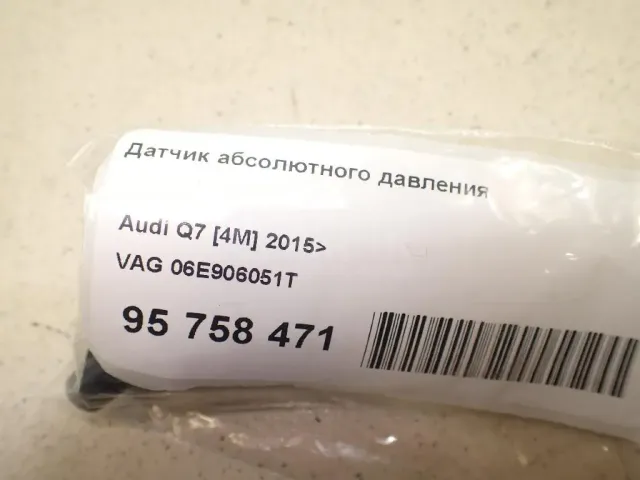 Датчик абсолютного давления
Audi Q7 [4M] 2015>
VAG 06E906051T
95 758 471